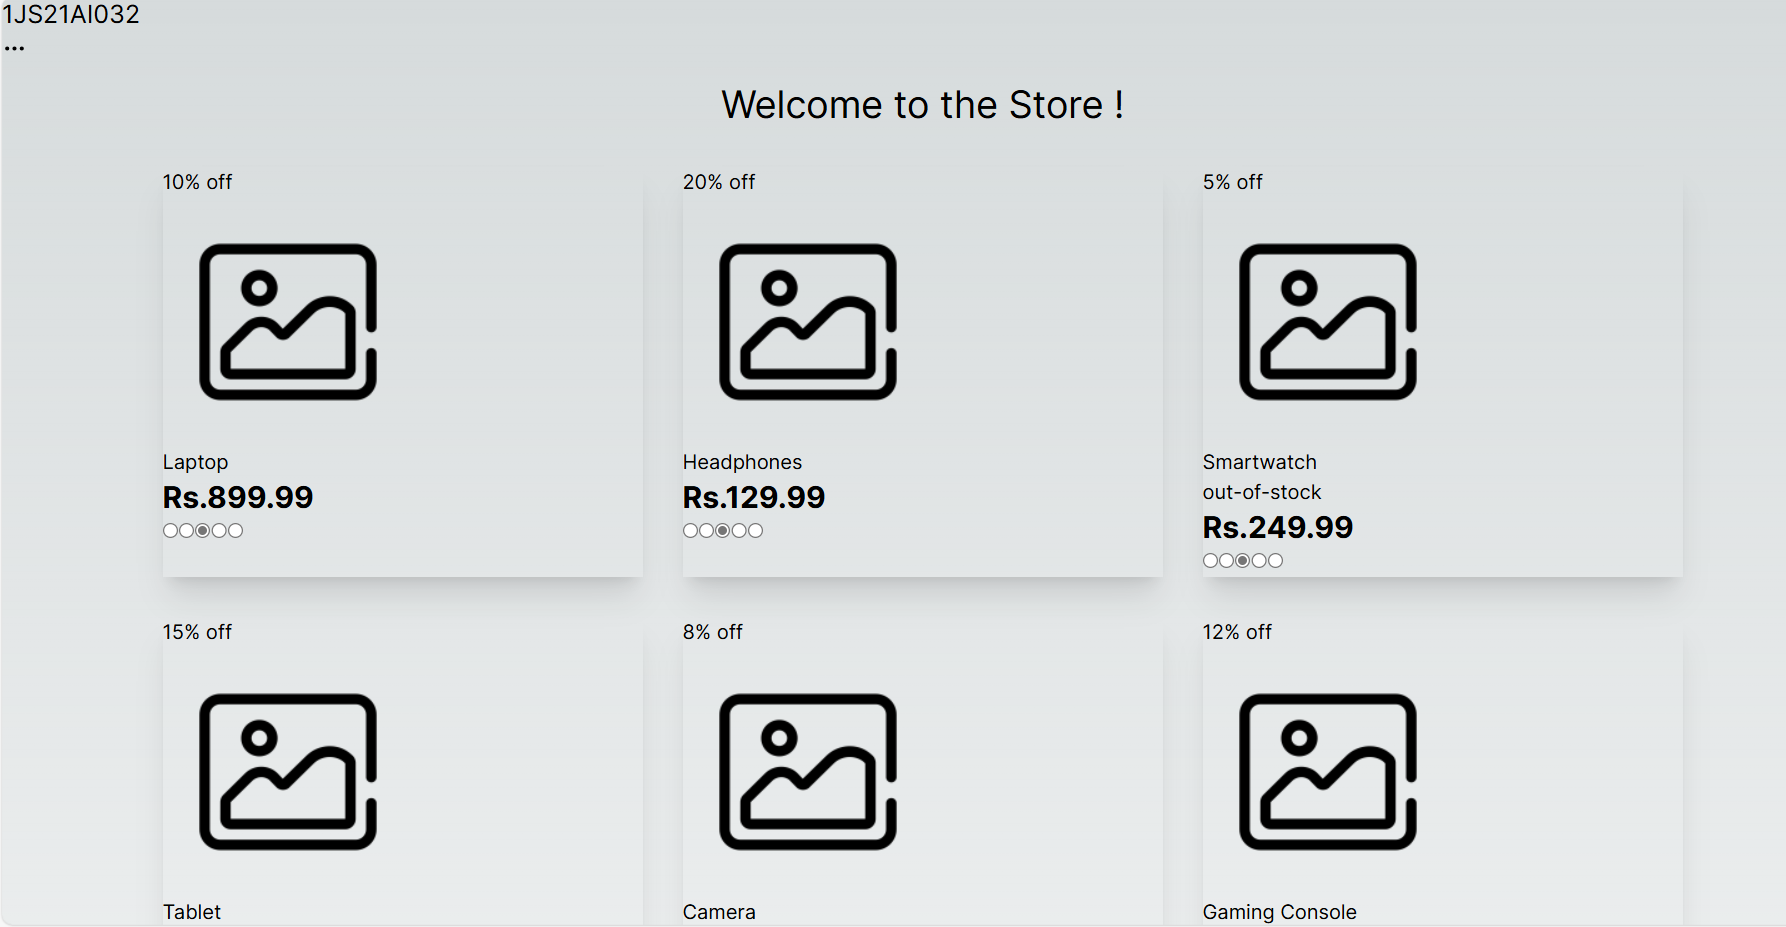 1JS21AI032
...
Welcome to the Store !
10% off
20% off
5% off
Laptop
Rs.899.99
Headphones
Rs.129.99
Smartwatch
out-of-stock
Rs.249.99
15% off
8% off
12% off
Tablet
Camera
Gaming Console